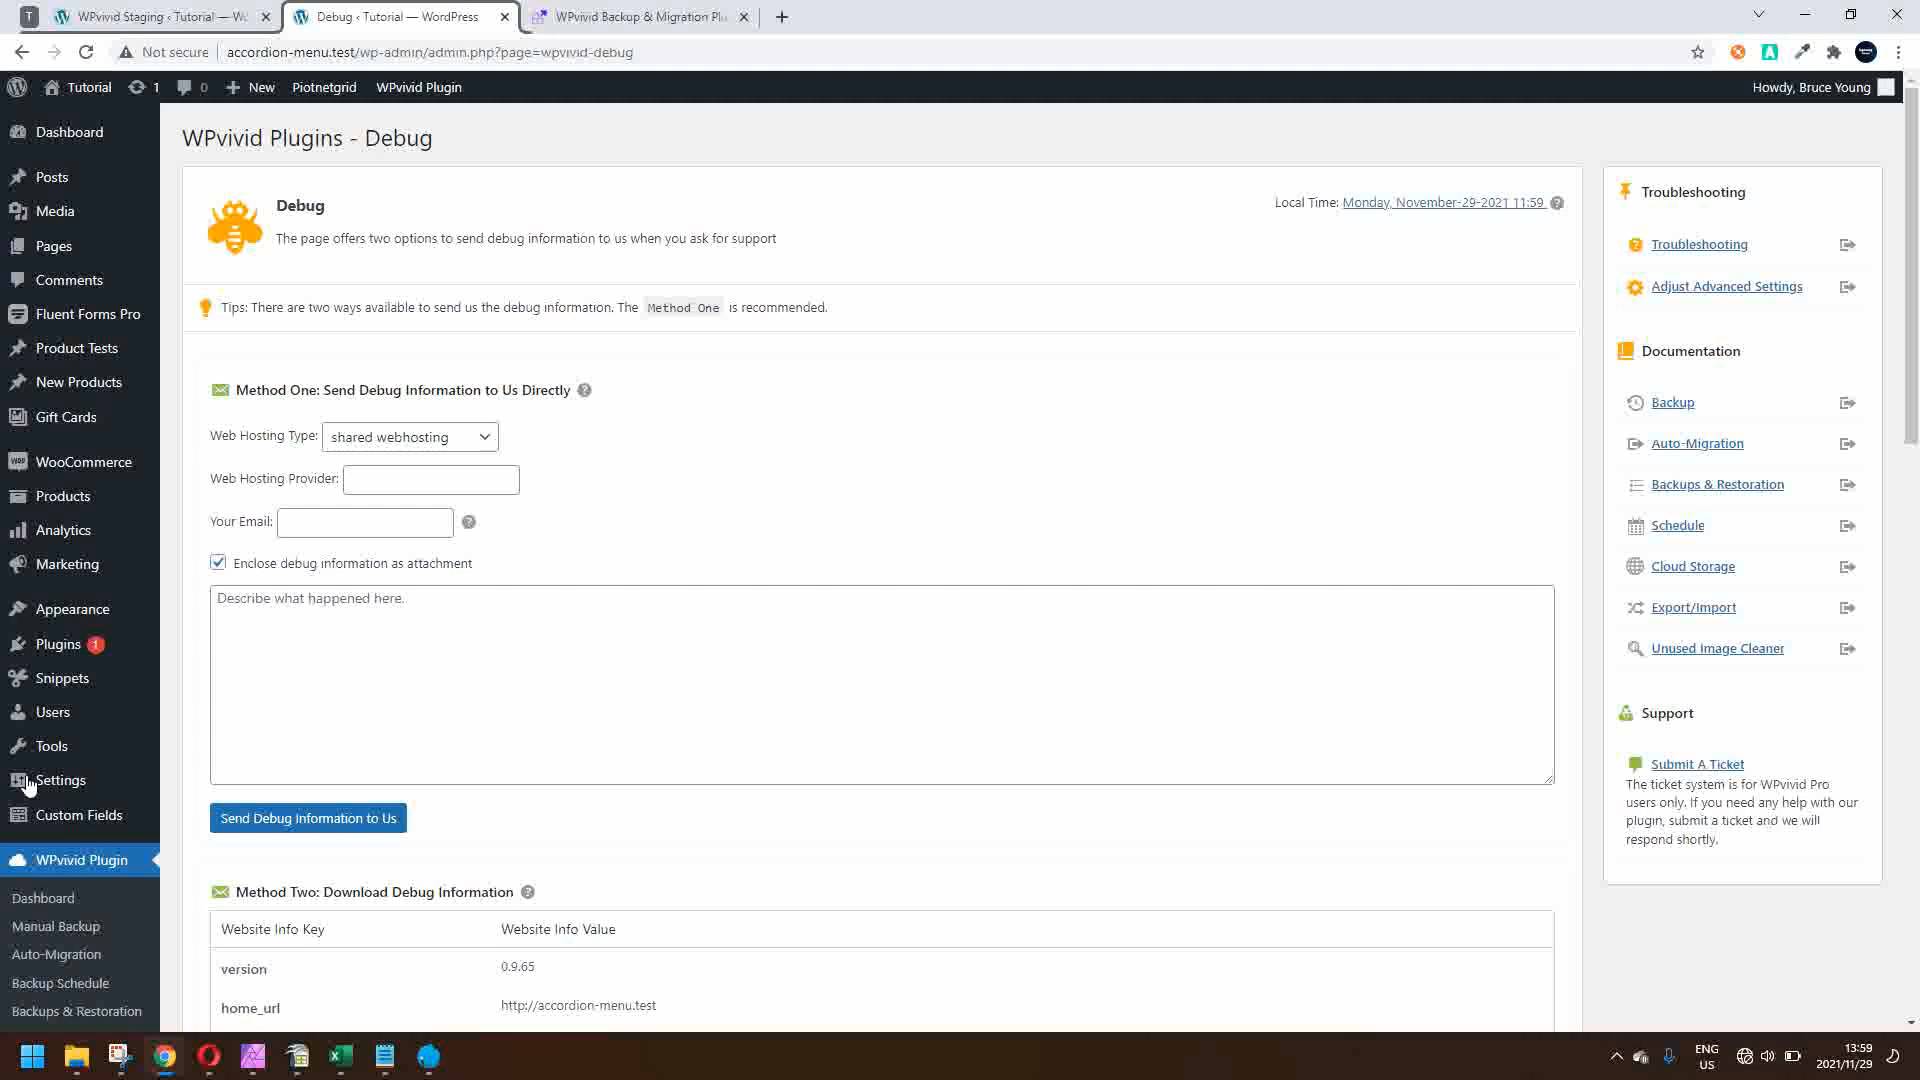 T
WPvivid Staging ‹ Tutorial — Wo
Debug ‹ Tutorial — WordPress
WPvivid Backup & Migration Plu
Not secure
accordion-menu.test/wp-admin/admin.php?page=wpvivid-debug
Tutorial
1
0
New
Piotnetgrid
WPvivid Plugin
Howdy, Bruce Young
Dashboard
Posts
Media
Pages
Comments
Fluent Forms Pro
Product Tests
New Products
Gift Cards
WooCommerce
Products
Analytics
Marketing
Appearance
Plugins 1
Snippets
Users
Tools
Settings
Custom Fields
WPvivid Plugin
Dashboard
Manual Backup
Auto-Migration
Backup Schedule
Backups & Restoration
WPvivid Plugins - Debug
Debug
The page offers two options to send debug information to us when you ask for support
Local Time: Monday, November-29-2021 11:59
Tips: There are two ways available to send us the debug information. The Method One is recommended.
Method One: Send Debug Information to Us Directly
Web Hosting Type: shared webhosting
Web Hosting Provider:
Your Email:
Enclose debug information as attachment
Describe what happened here.
Send Debug Information to Us
Method Two: Download Debug Information
Website Info Key Website Info Value
version 0.9.65
home_url http://accordion-menu.test
Troubleshooting
Troubleshooting
Adjust Advanced Settings
Documentation
Backup
Auto-Migration
Backups & Restoration
Schedule
Cloud Storage
Export/Import
Unused Image Cleaner
Support
Submit A Ticket
The ticket system is for WPvivid Pro
users only. If you need any help with our
plugin, submit a ticket and we will
respond shortly.
ENG
US
13:59
2021/11/29